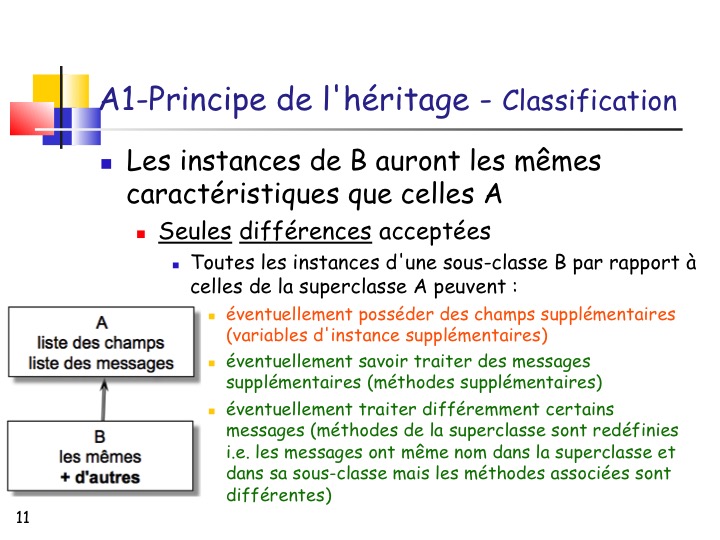 A1-Principe de l'héritage - Classification
Les instances de B auront les mêmes
caractéristiques que celles A
Seules différences acceptées
Toutes les instances d'une sous-classe B par rapport à
celles de la superclasse A peuvent :
éventuellement posséder des champs supplémentaires
(variables d'instance supplémentaires)
éventuellement savoir traiter des messages
supplémentaires (méthodes supplémentaires)
éventuellement traiter différemment certains
messages (méthodes de la superclasse sont redéfinies
i.e. les messages ont même nom dans la superclasse et
dans sa sous-classe mais les méthodes associées sont
différentes)
A
liste des champs
liste des messages
B
les mêmes
+ d'autres
11